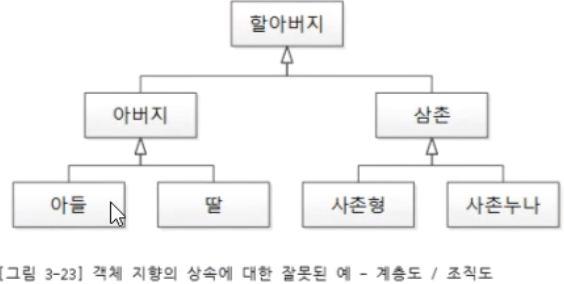 할아버지
아버지 삼촌
아들 딸 사촌형 사촌누나
[그림 3-23] 객체 지향의 상속에 대한 잘못된 예 - 계층도 / 조직도